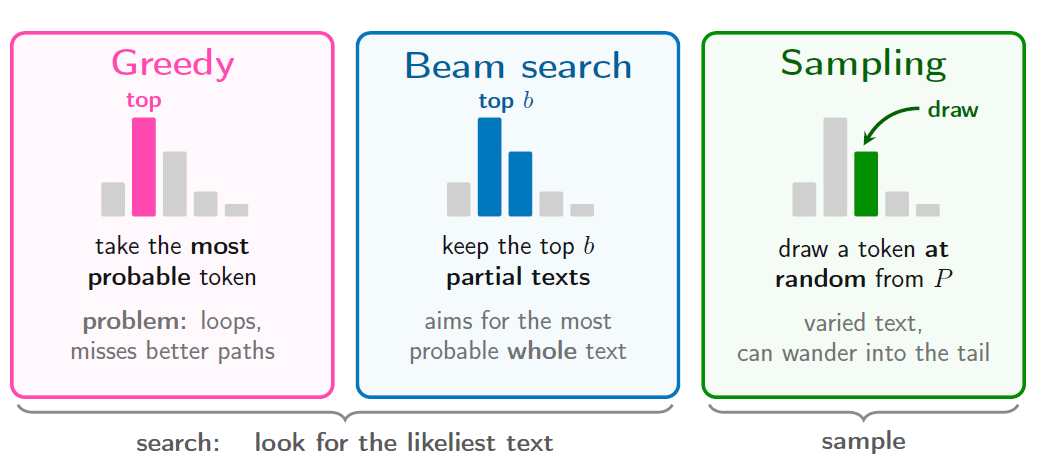 Greedy
top
take the most
probable token
problem: loops,
misses better paths
Beam search
top b
keep the top b
partial texts
aims for the most
probable whole text
Sampling
draw
draw a token at
random from P
varied text,
can wander into the tail
search: look for the likeliest text
sample